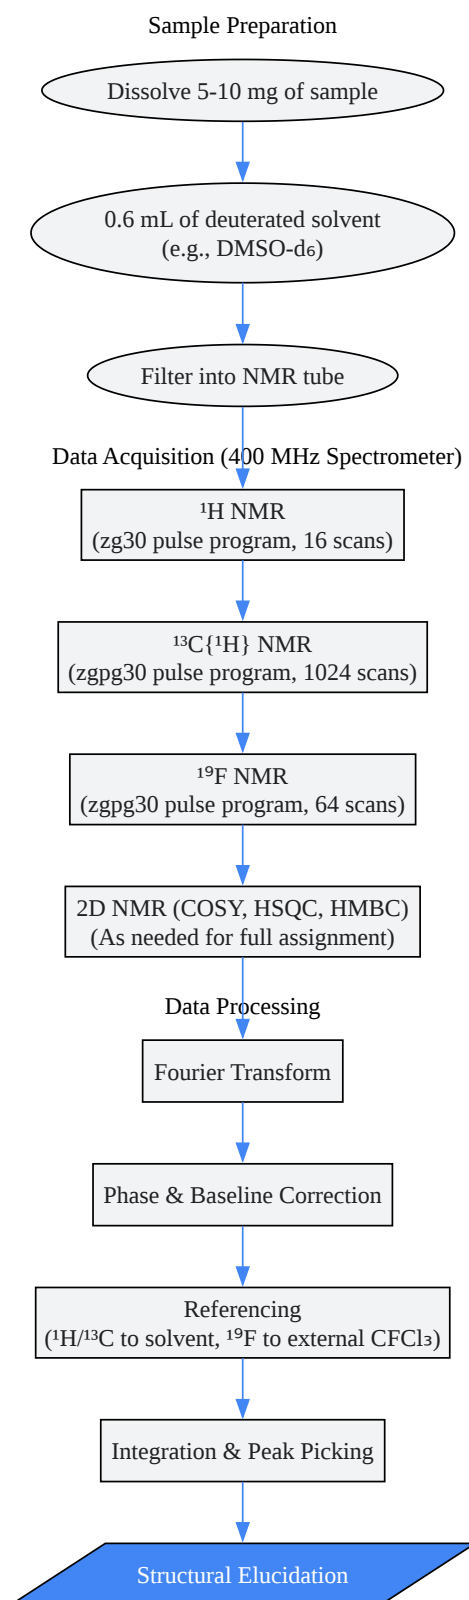 Sample Preparation
Dissolve 5-10 mg of sample
0.6 mL of deuterated solvent
(e.g., DMSO-d₆)
Filter into NMR tube
Data Acquisition (400 MHz Spectrometer)
¹H NMR
(zg30 pulse program, 16 scans)
¹³C{¹H} NMR
(zgpg30 pulse program, 1024 scans)
¹⁹F NMR
(zgpg30 pulse program, 64 scans)
2D NMR (COSY, HSQC, HMBC)
(As needed for full assignment)
Data Processing
Fourier Transform
Phase & Baseline Correction
Referencing
(¹H/¹³C to solvent, ¹⁹F to external CFCl₃)
Integration & Peak Picking
Structural Elucidation